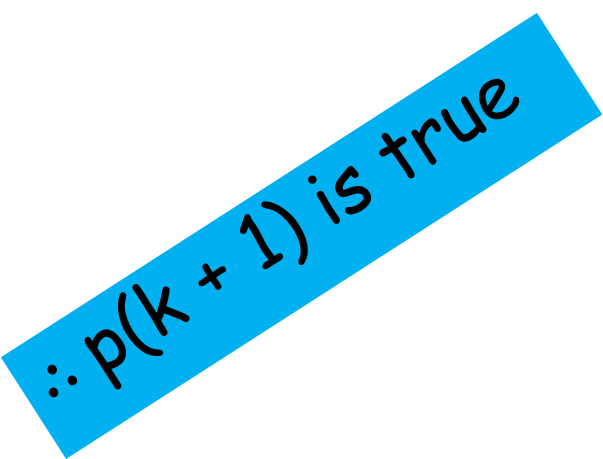 ∴ p(k + 1) is true